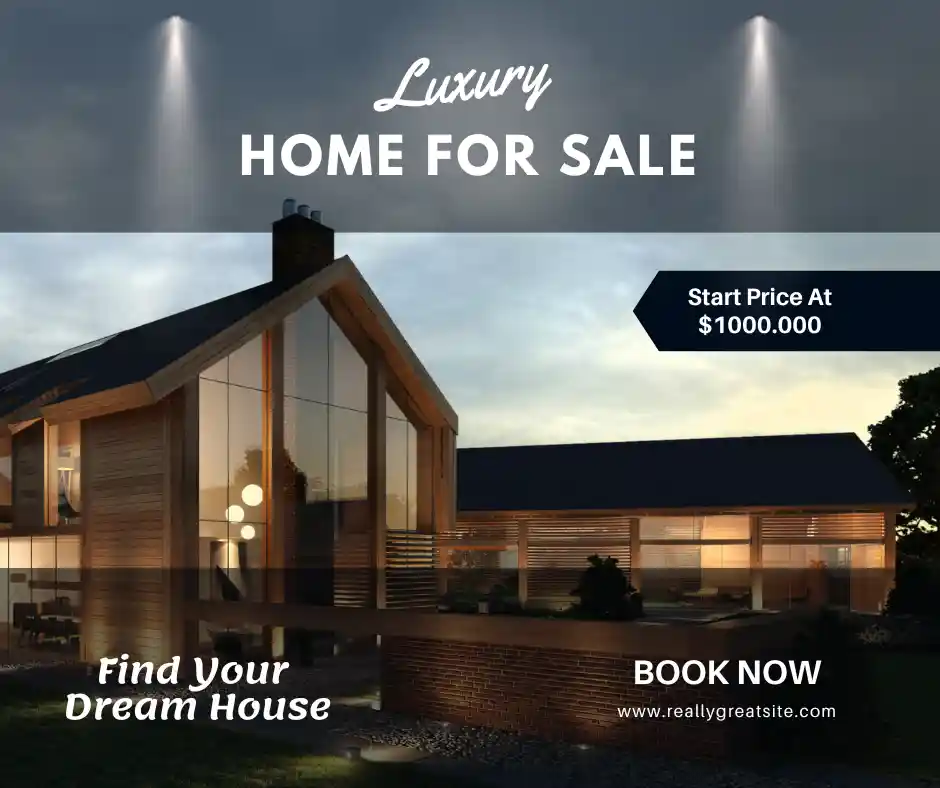 Luxury
HOME FOR SALE
Start Price At
$1000.000
Find Your
Dream House
BOOK NOW
www.reallygreatsite.com